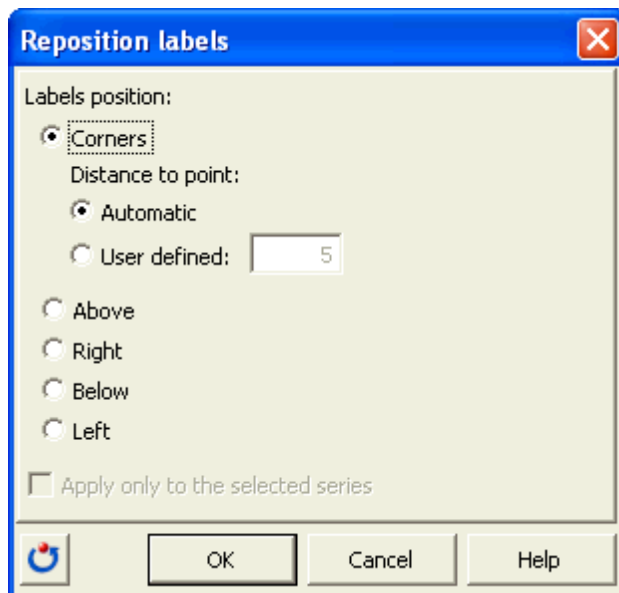 Reposition labels
Labels position:
Corners
Distance to point:
Automatic
User defined: 5
Above
Right
Below
Left
Apply only to the selected series
OK Cancel Help